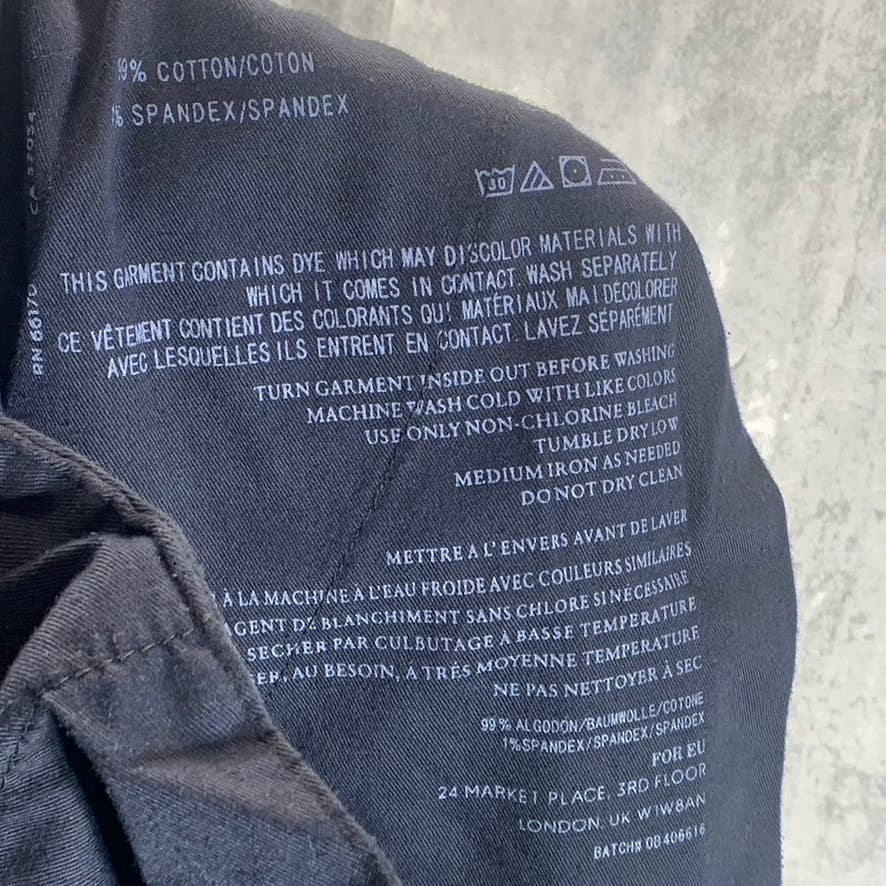 9% COTTON/COTON
1% SPANDEX/SPANDEX
CA 37054
RN 66170
30
THIS GARMENT CONTAINS DYE WHICH MAY DISCOLOR MATERIALS WITH
WHICH IT COMES IN CONTACT. WASH SEPARATELY
CE VÊTEMENT CONTIENT DES COLORANTS QUI MATÉRIAUX MAI DÉCOLORER
AVEC LESQUELLES ILS ENTRENT EN CONTACT. LAVEZ SÉPARÉMENT
TURN GARMENT INSIDE OUT BEFORE WASHING
MACHINE WASH COLD WITH LIKE COLORS
USE ONLY NON-CHLORINE BLEACH
TUMBLE DRY LOW
MEDIUM IRON AS NEEDED
DO NOT DRY CLEAN
METTRE A L'ENVERS AVANT DE LAVER
À LA MACHINE A L'EAU FROIDE AVEC COULEURS SIMILAIRES
AGENT DE BLANCHIMENT SANS CHLORE SI NÉCESSAIRE
SECHER PAR CULBUTAGE À BASSE TEMPERATURE
SER, AU BESOIN, A TRÉS MOYENNE TEMPERATURE
NE PAS NETTOYER À SEC
99% ALGODON/BAUMWOLLE/COTONE
1% SPANDEX/SPANDEX/SPANDEX
FOR EU
24 MARKET PLACE, 3RD FLOOR
LONDON, UK W1W8AN
BATCH# 0B406616